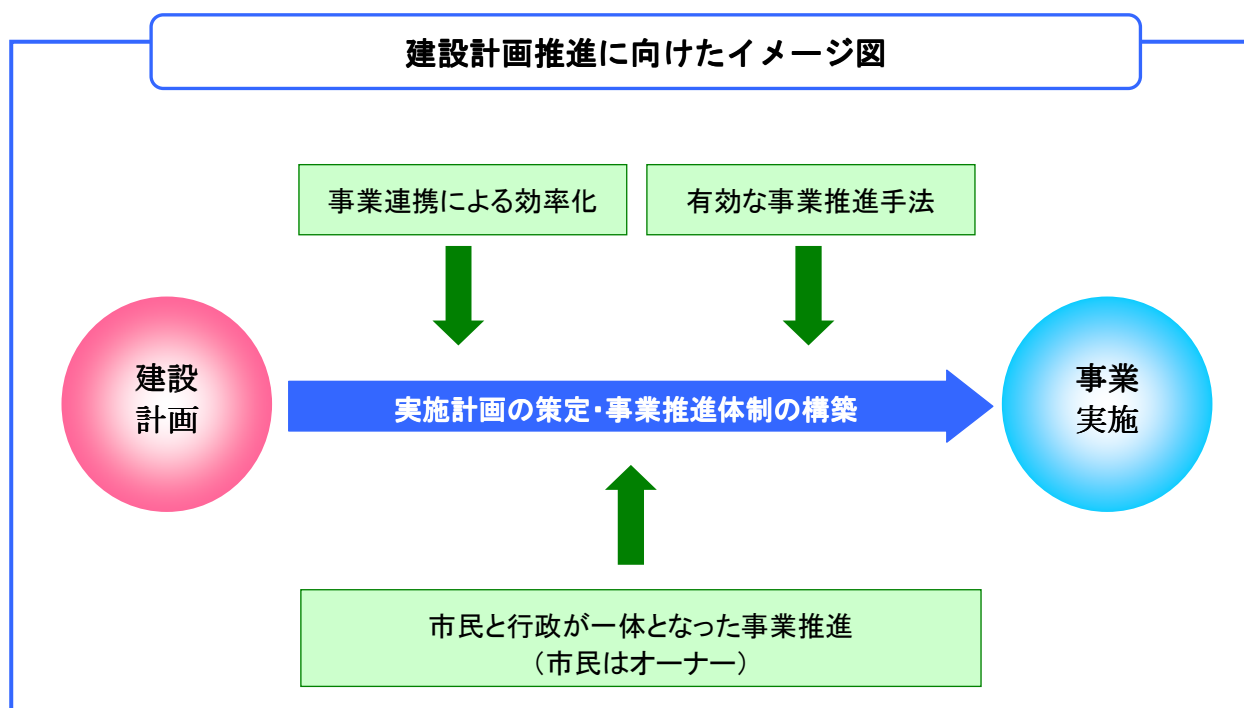 建設計画推進に向けたイメージ図
事業連携による効率化
有効な事業推進手法
建設
計画
実施計画の策定・事業推進体制の構築
事業
実施
市民と行政が一体となった事業推進
（市民はオーナー）